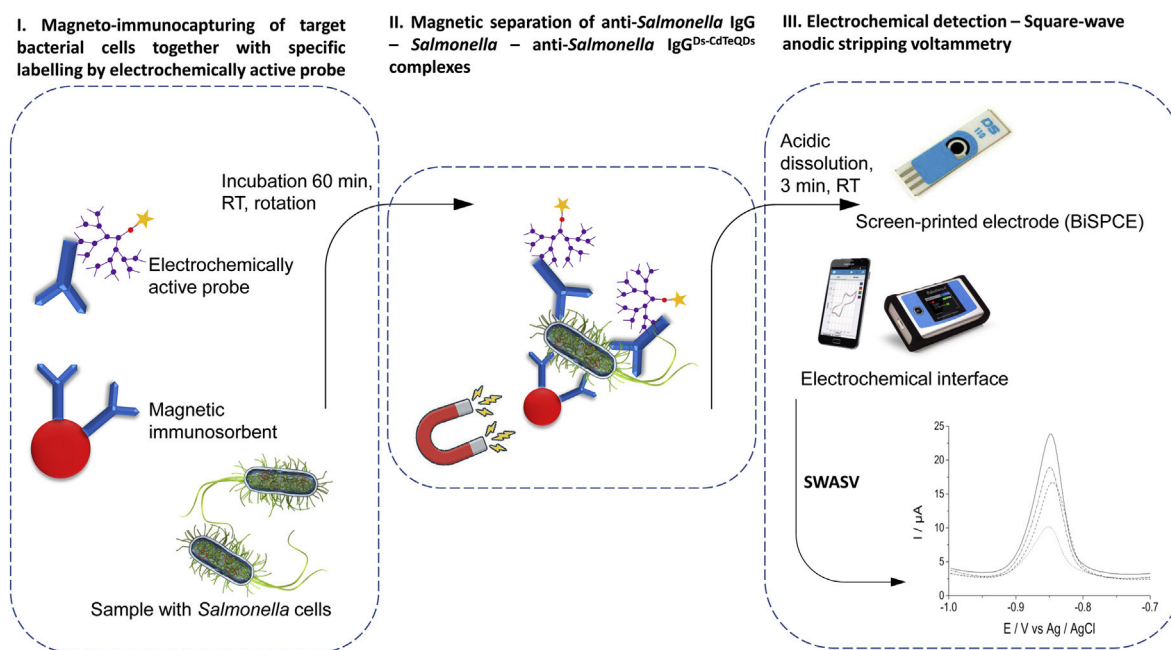 I. Magneto-immunocapturing of target
bacterial cells together with specific
labelling by electrochemically active probe
Incubation 60 min,
RT, rotation
Electrochemically
active probe
Magnetic
immunosorbent
Sample with Salmonella cells
II. Magnetic separation of anti-Salmonella IgG
– Salmonella – anti-Salmonella IgGDs-CdTeQDs
complexes
III. Electrochemical detection – Square-wave
anodic stripping voltammetry
Acidic
dissolution,
3 min, RT
DS
110
Screen-printed electrode (BiSPCE)
Electrochemical interface
SWASV
25
20
15
10
5
0
I / µA
-1.0 -0.9 -0.8 -0.7
E / V vs Ag / AgCl